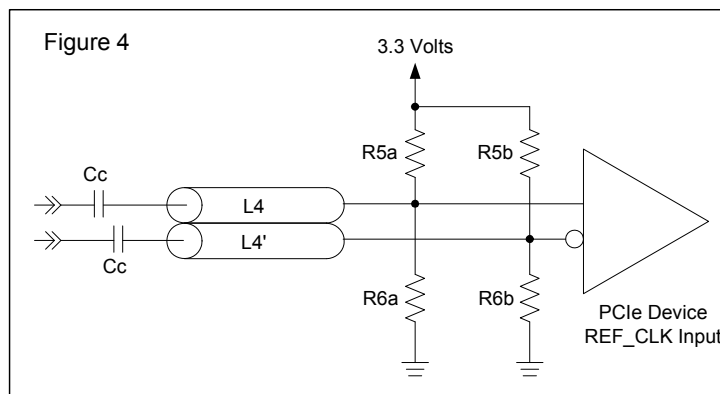 Figure 4
3.3 Volts
R5a
R5b
Cc
L4
L4'
Cc
R6a
R6b
PCIe Device
REF_CLK Input